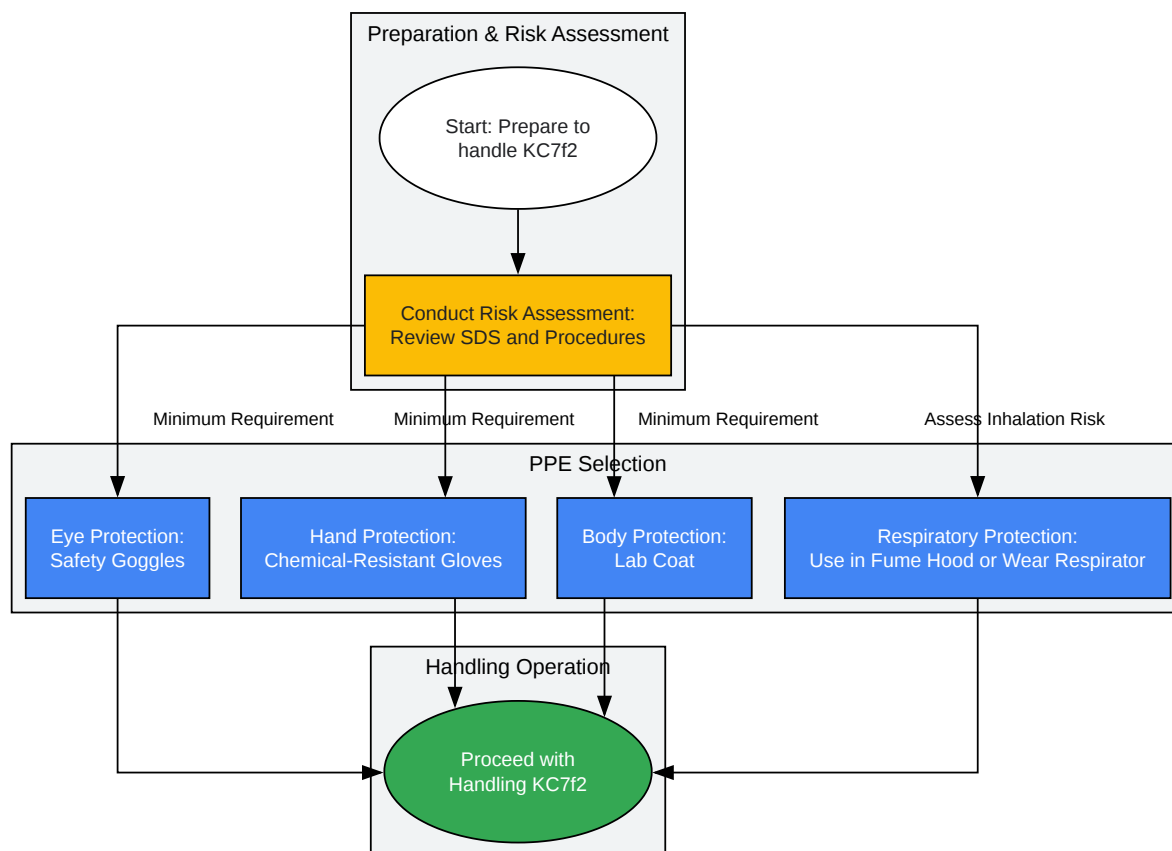 Preparation & Risk Assessment
Start: Prepare to
handle KC7f2
Conduct Risk Assessment:
Review SDS and Procedures
Minimum Requirement
Minimum Requirement
Minimum Requirement
Assess Inhalation Risk
PPE Selection
Eye Protection:
Safety Goggles
Hand Protection:
Chemical-Resistant Gloves
Body Protection:
Lab Coat
Respiratory Protection:
Use in Fume Hood or Wear Respirator
Handling Operation
Proceed with
Handling KC7f2